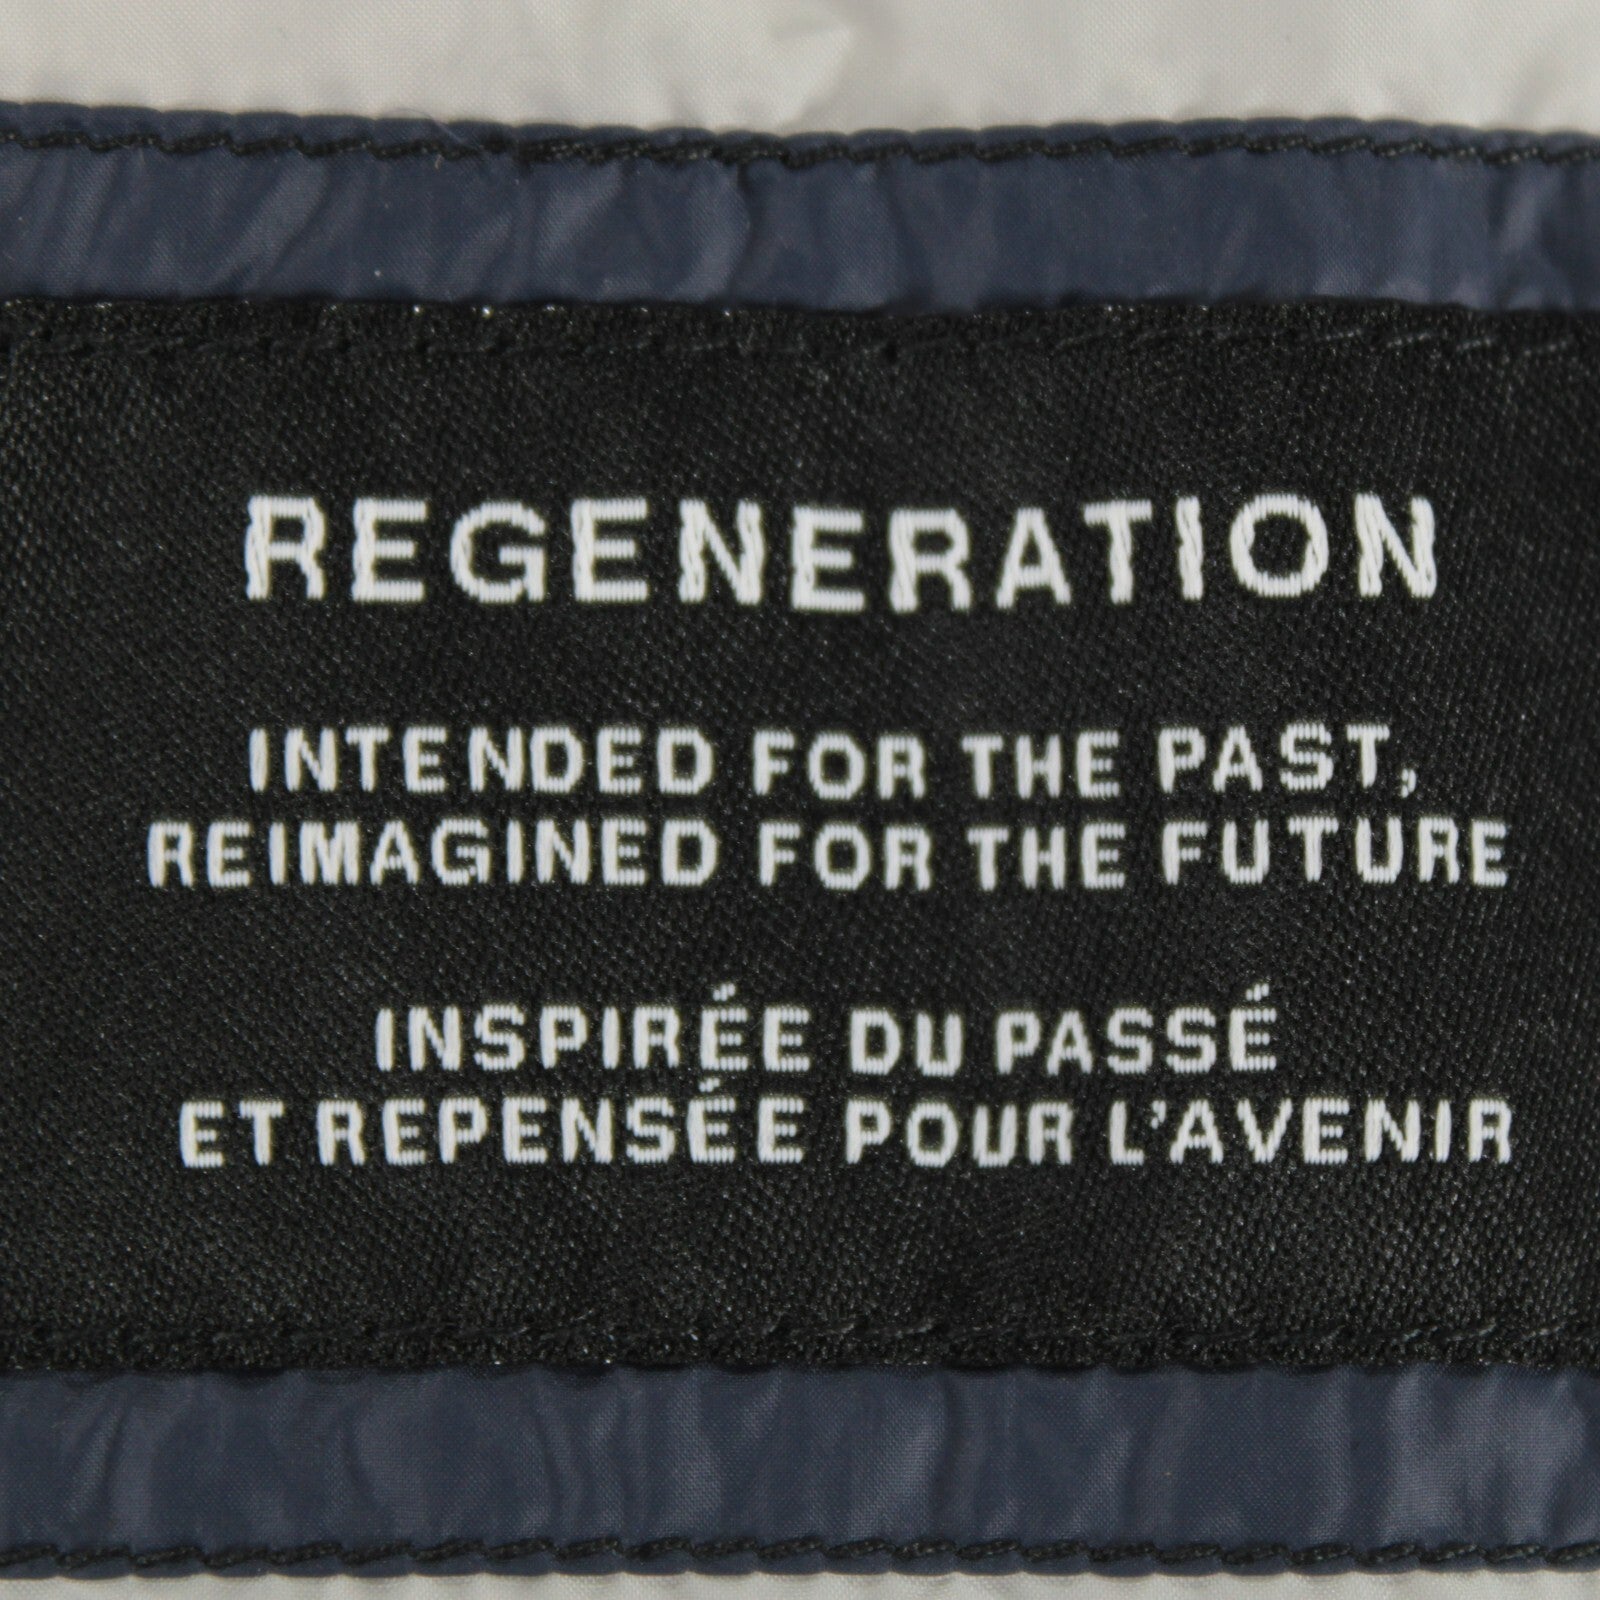 REGENERATION
INTENDED FOR THE PAST,
REIMAGINED FOR THE FUTURE
INSPIRÉE DU PASSÉ
ET REPENSÉE POUR L'AVENIR